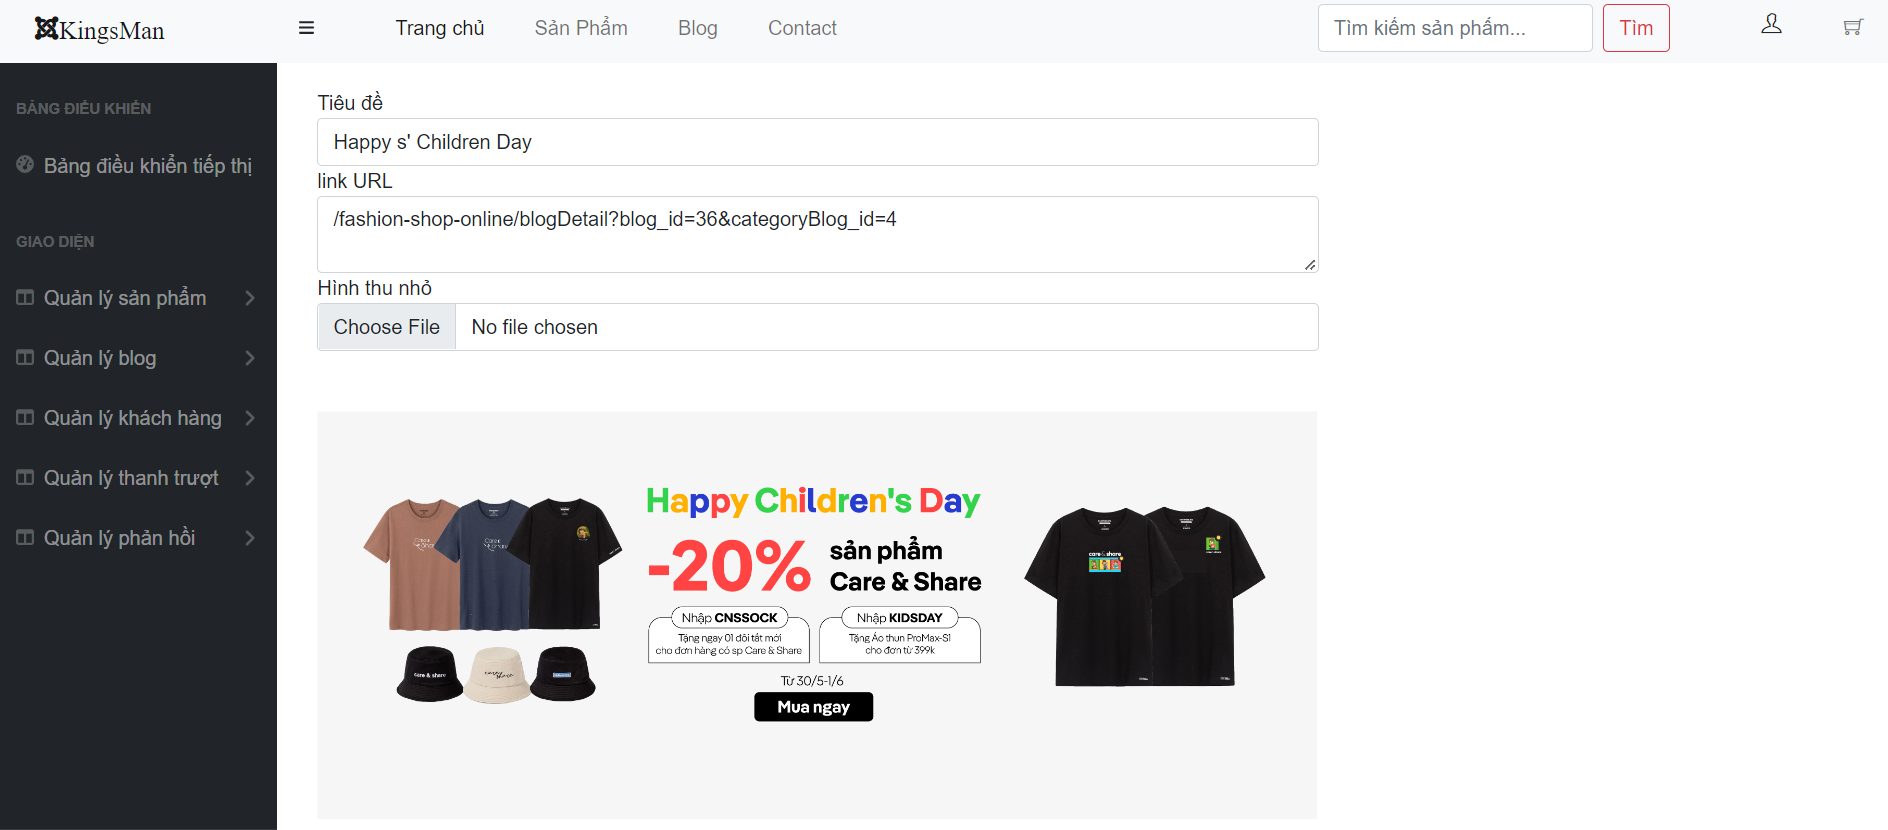 KingsMan
Trang chủ
Sản Phẩm
Blog
Contact
Tìm kiếm sản phẩm...
Tìm
BẢNG ĐIỀU KHIỂN
Bảng điều khiển tiếp thị
GIAO DIỆN
Quản lý sản phẩm
Quản lý blog
Quản lý khách hàng
Quản lý thanh trượt
Quản lý phản hồi
Tiêu đề
Happy s' Children Day
link URL
/fashion-shop-online/blogDetail?blog_id=36&categoryBlog_id=4
Hình thu nhỏ
Choose File
No file chosen
Happy Children's Day
-20%
sản phẩm
Care & Share
Nhập CNSSOCK
Tặng ngay 01 đôi tất mới
cho đơn hàng có sp Care & Share
Nhập KIDSDAY
Tặng Áo thun ProMax-S1
cho đơn từ 399k
Từ 30/5-1/6
Mua ngay
care & share
care & share